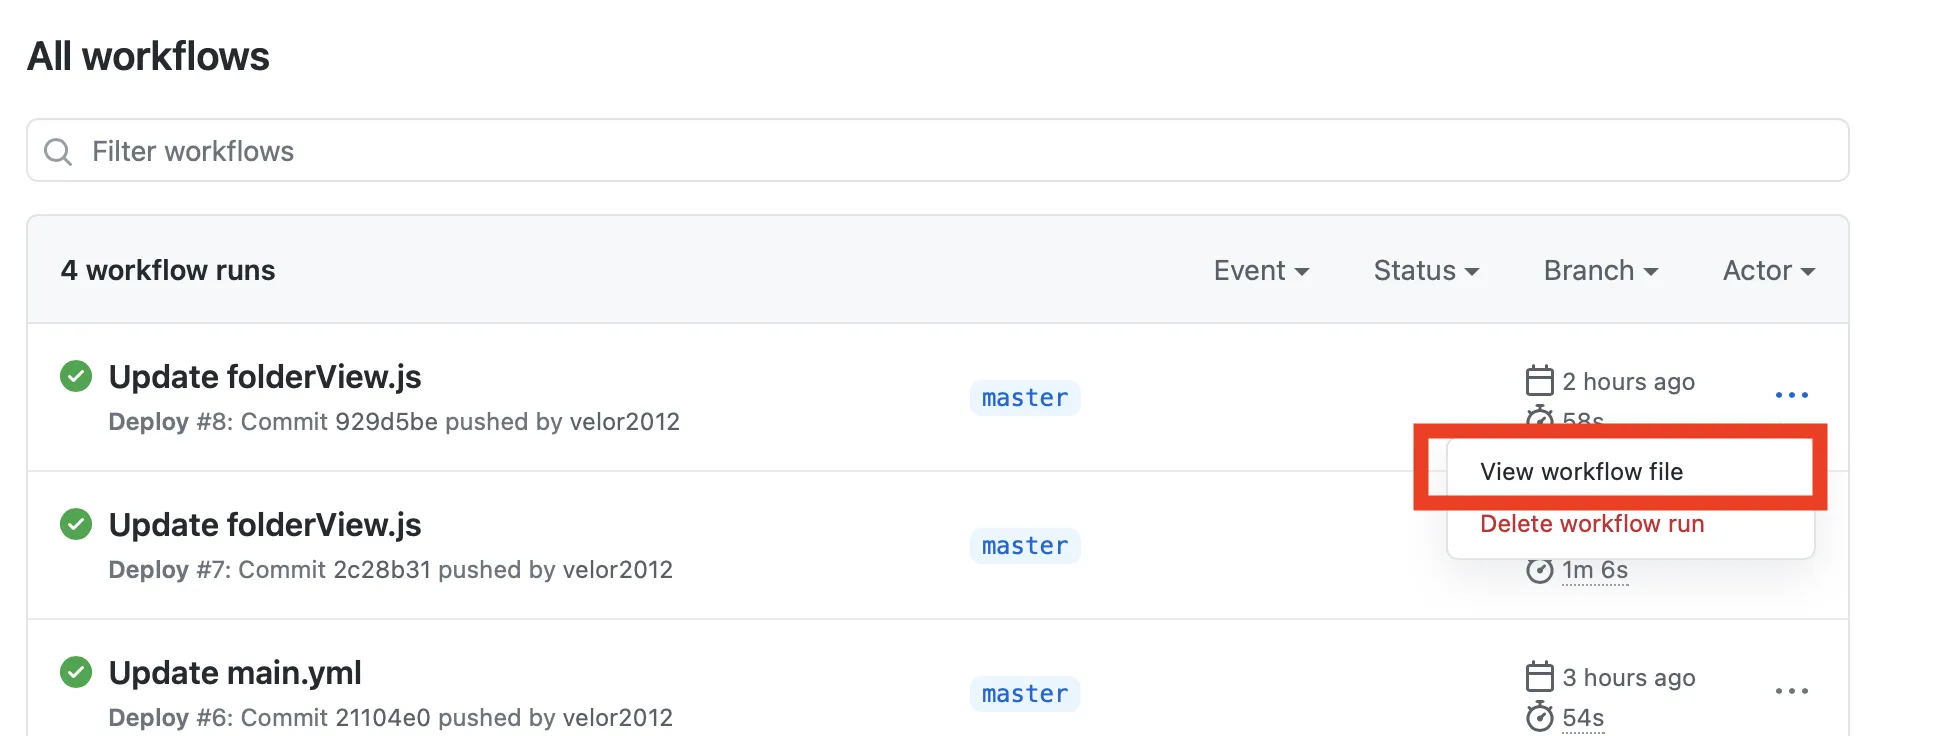 All workflows
Filter workflows
4 workflow runs
Event
Status
Branch
Actor
Update folderView.js
Deploy #8: Commit 929d5be pushed by velor2012
master
2 hours ago
58s
View workflow file
Delete workflow run
Update folderView.js
Deploy #7: Commit 2c28b31 pushed by velor2012
master
1m 6s
Update main.yml
Deploy #6: Commit 21104e0 pushed by velor2012
master
3 hours ago
54s